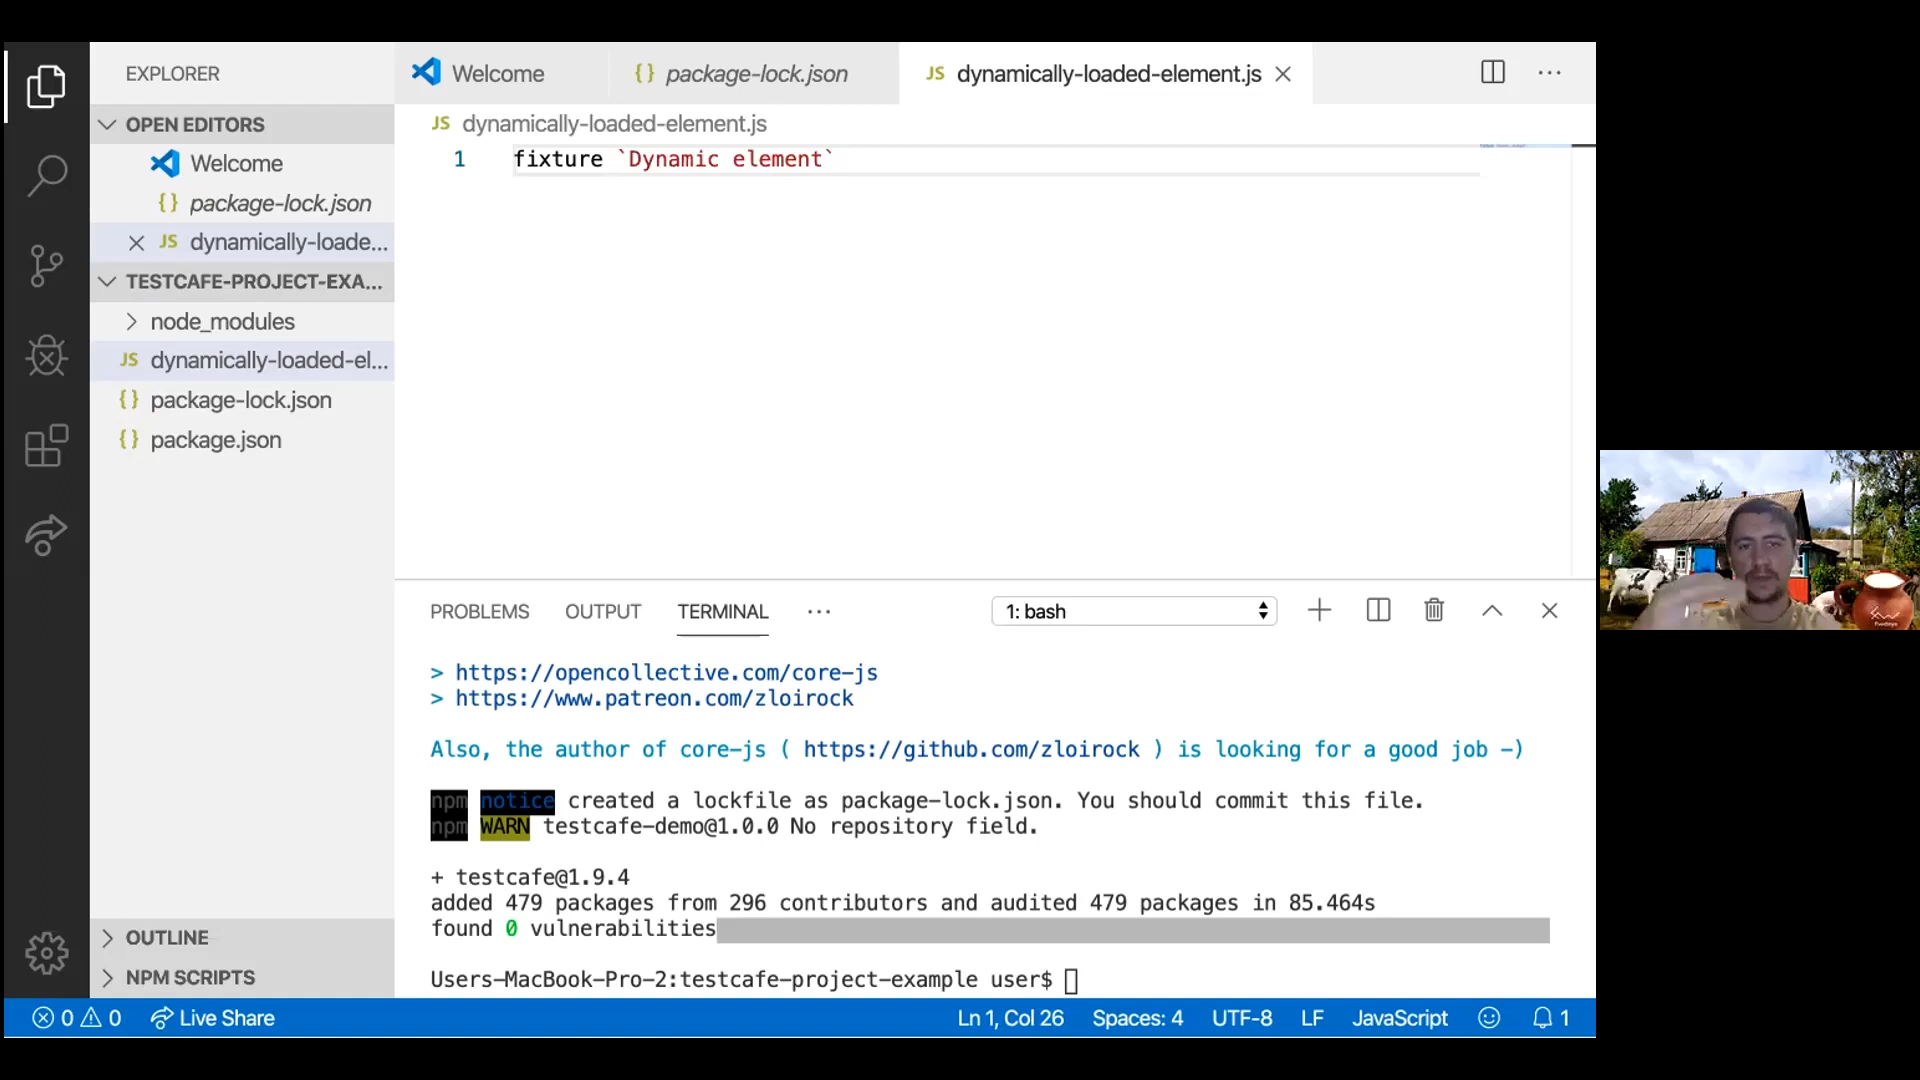 EXPLORER
OPEN EDITORS
Welcome
{} package-lock.json
JS dynamically-loade...
TESTCAFE-PROJECT-EXA...
node_modules
JS dynamically-loaded-el...
{} package-lock.json
{} package.json
OUTLINE
NPM SCRIPTS
Welcome
{} package-lock.json
JS dynamically-loaded-element.js
JS dynamically-loaded-element.js
1 fixture `Dynamic element`
PROBLEMS OUTPUT TERMINAL ...
1: bash
> https://opencollective.com/core-js
> https://www.patreon.com/zloirock
Also, the author of core-js ( https://github.com/zloirock ) is looking for a good job -)
npm notice created a lockfile as package-lock.json. You should commit this file.
npm WARN testcafe-demo@1.0.0 No repository field.
+ testcafe@1.9.4
added 479 packages from 296 contributors and audited 479 packages in 85.464s
found 0 vulnerabilities
Users-MacBook-Pro-2:testcafe-project-example user$
0 0 Live Share
Ln 1, Col 26 Spaces: 4 UTF-8 LF JavaScript 1